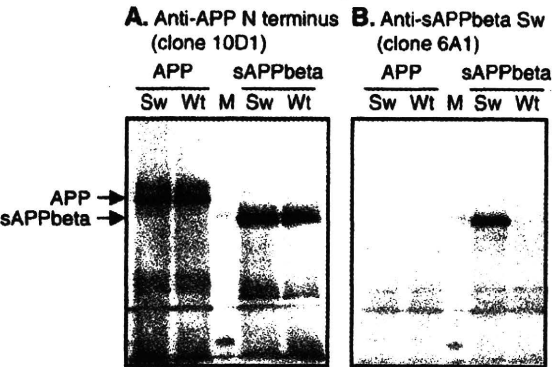 A. Anti-APP N terminus
(clone 10D1)
APP sAPPbeta
Sw Wt M Sw Wt
APP
sAPPbeta
B. Anti-sAPPbeta Sw
(clone 6A1)
APP sAPPbeta
Sw Wt M Sw Wt